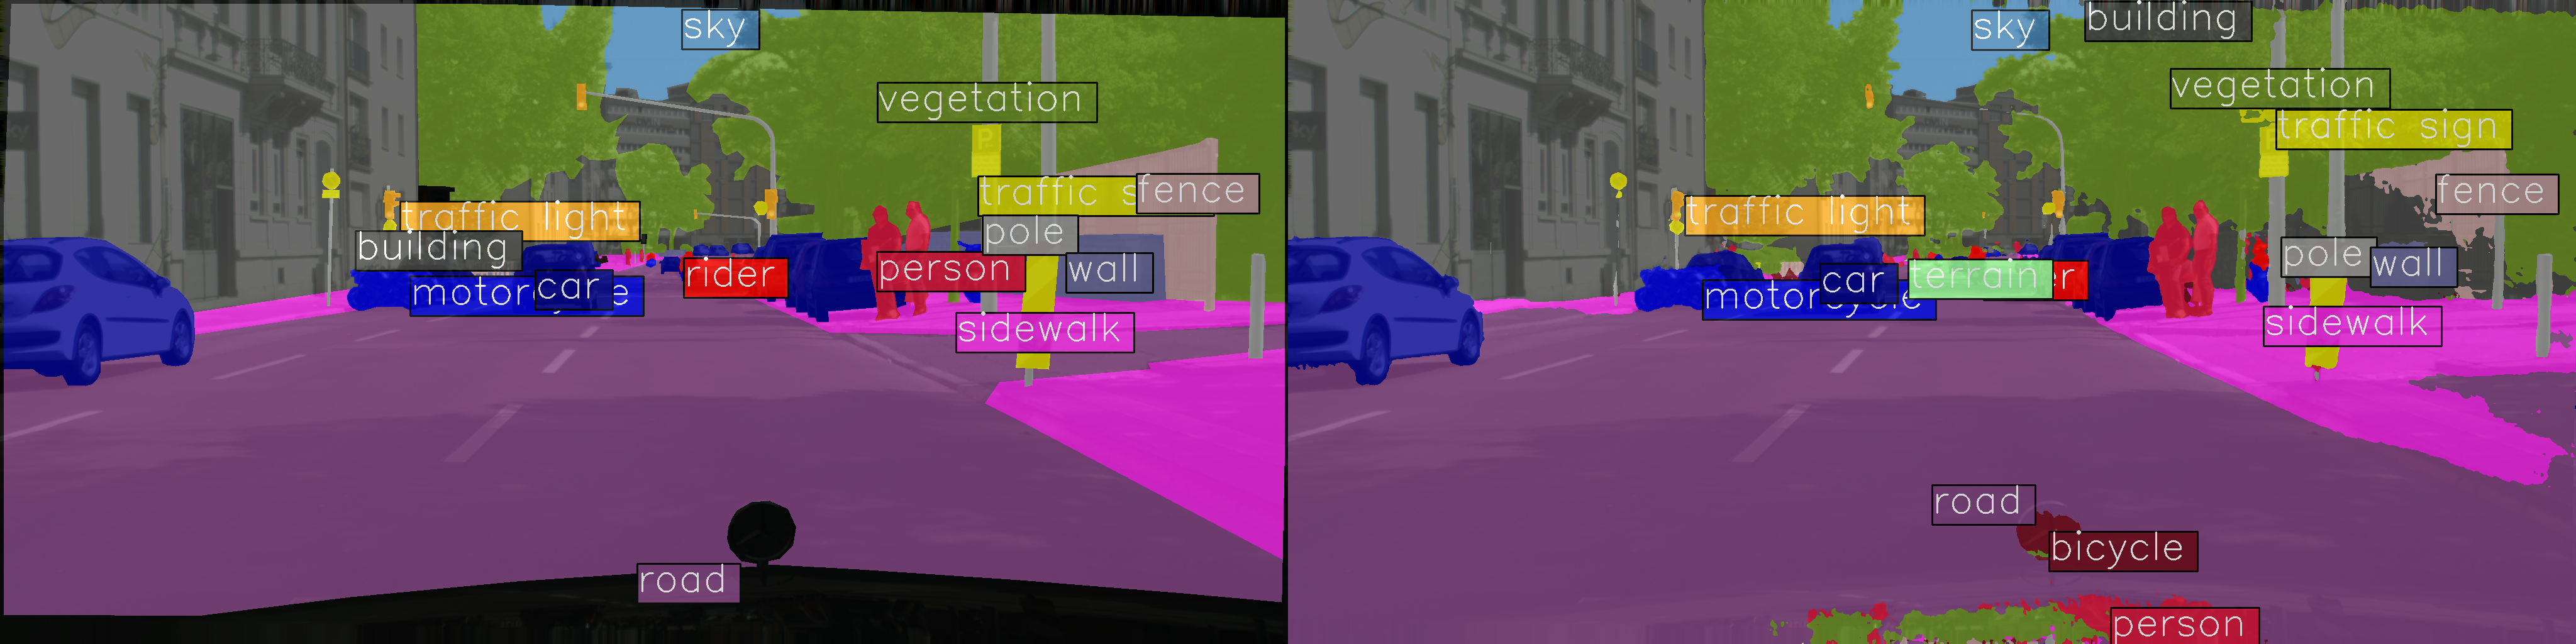 sky
vegetation
P
traffic s
fence
traffic light
pole
building
person
wall
rider
car
motor e
sidewalk
road
sky
building
vegetation
traffic sign
fence
traffic light
pole
wall
car
terrain
r
motorcycle
sidewalk
road
bicycle
person